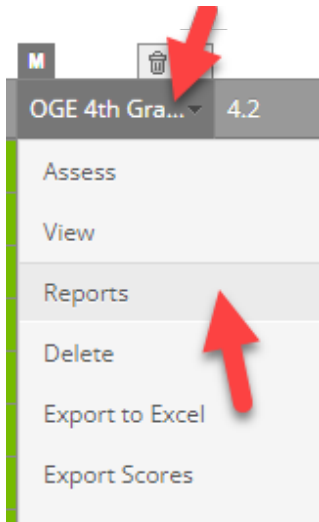 M
OGE 4th Gra... 4.2
Assess
View
Reports
Delete
Export to Excel
Export Scores